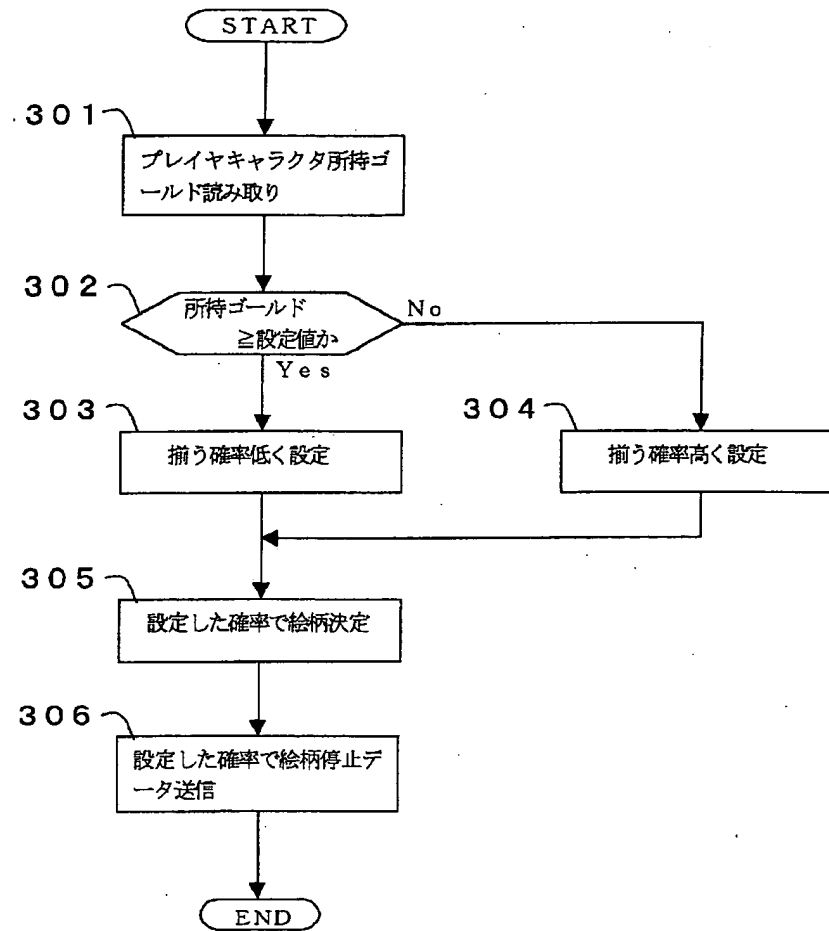 START
301
プレイヤキャラクタ所持ゴ
ールド読み取り
302
所持ゴールド
≧設定値か
No
Yes
303
揃う確率低く設定
304
揃う確率高く設定
305
設定した確率で絵柄決定
306
設定した確率で絵柄停止デ
ータ送信
END